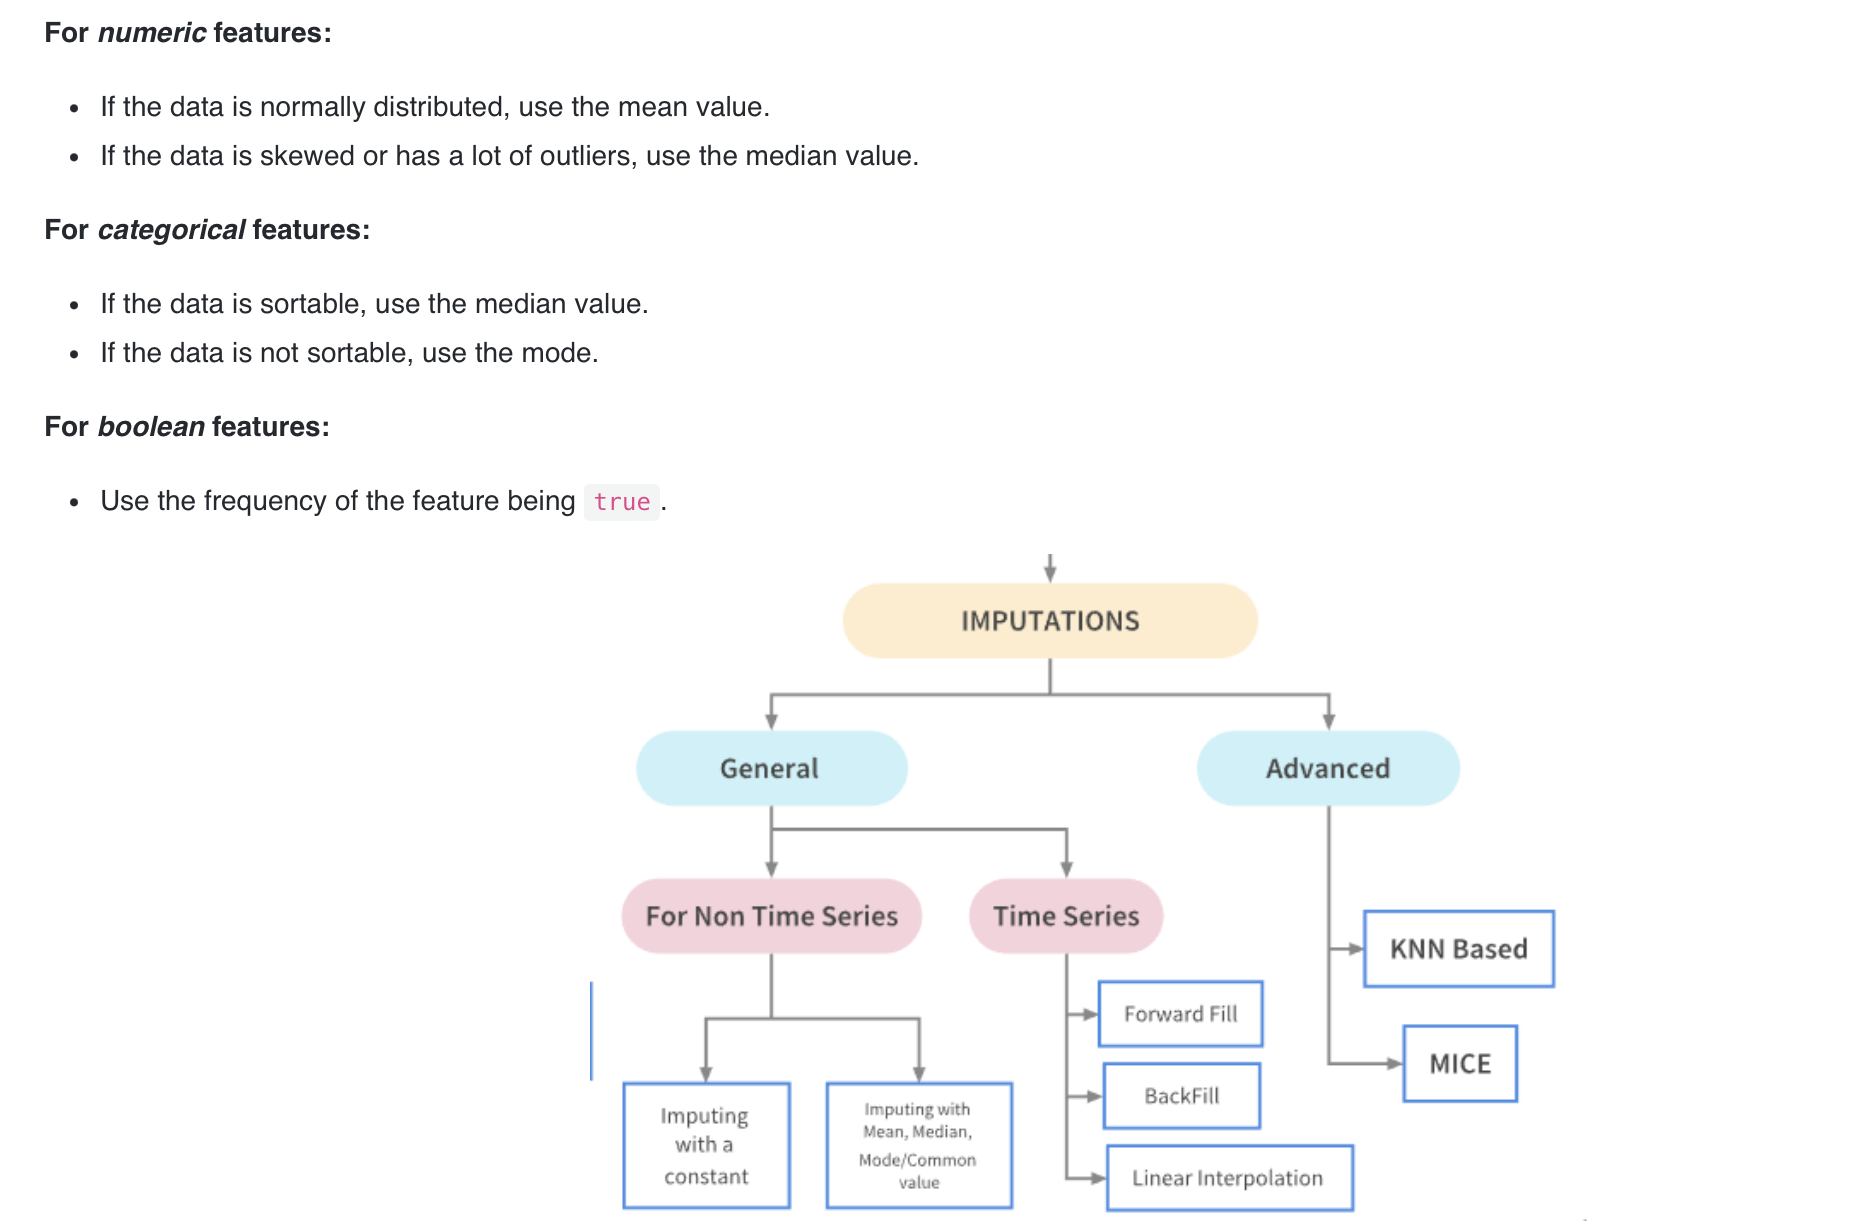 For numeric features:
If the data is normally distributed, use the mean value.
If the data is skewed or has a lot of outliers, use the median value.
For categorical features:
If the data is sortable, use the median value.
If the data is not sortable, use the mode.
For boolean features:
Use the frequency of the feature being true.
IMPUTATIONS
General
Advanced
For Non Time Series
Time Series
KNN Based
MICE
Forward Fill
BackFill
Linear Interpolation
Imputing
with a
constant
Imputing with
Mean, Median,
Mode/Common
value